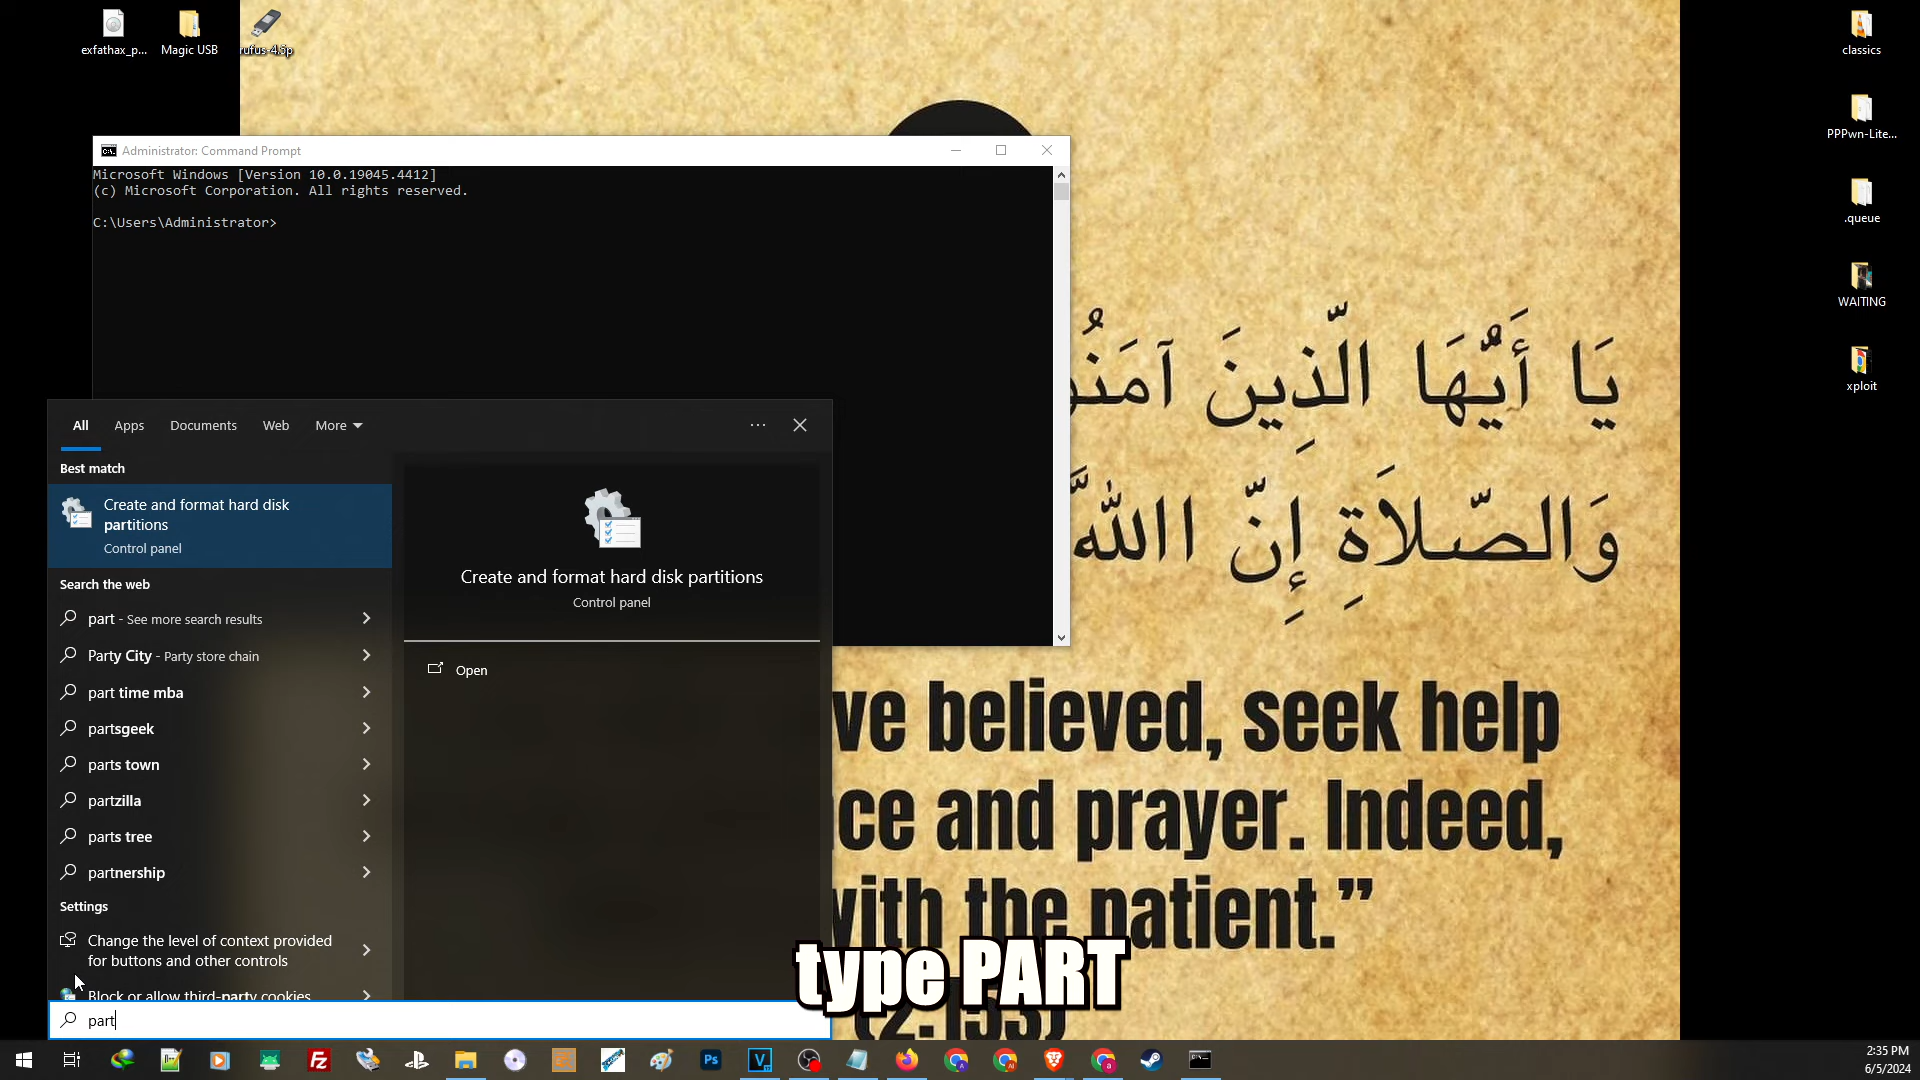 exfathax_p...
Magic USB
rufus-4.5p
classics
PPPwn-Lite...
.queue
WAITING
xploit
Administrator: Command Prompt
Microsoft Windows [Version 10.0.19045.4412]
(c) Microsoft Corporation. All rights reserved.
C:\Users\Administrator>
يَا أَيُّهَا الَّذِينَ آمَنُو
وَالصَّلاَةِ إِنَّ اللهَ
ve believed, seek help
ce and prayer. Indeed,
with the patient.”
(2:153)
All
Apps
Documents
Web
More
Best match
Create and format hard disk
partitions
Control panel
Search the web
part - See more search results
Party City - Party store chain
part time mba
partsgeek
parts town
partzilla
parts tree
partnership
Settings
Change the level of context provided
for buttons and other controls
Block or allow third-party cookies
Create and format hard disk partitions
Control panel
Open
part
type PART
2:35 PM
6/5/2024